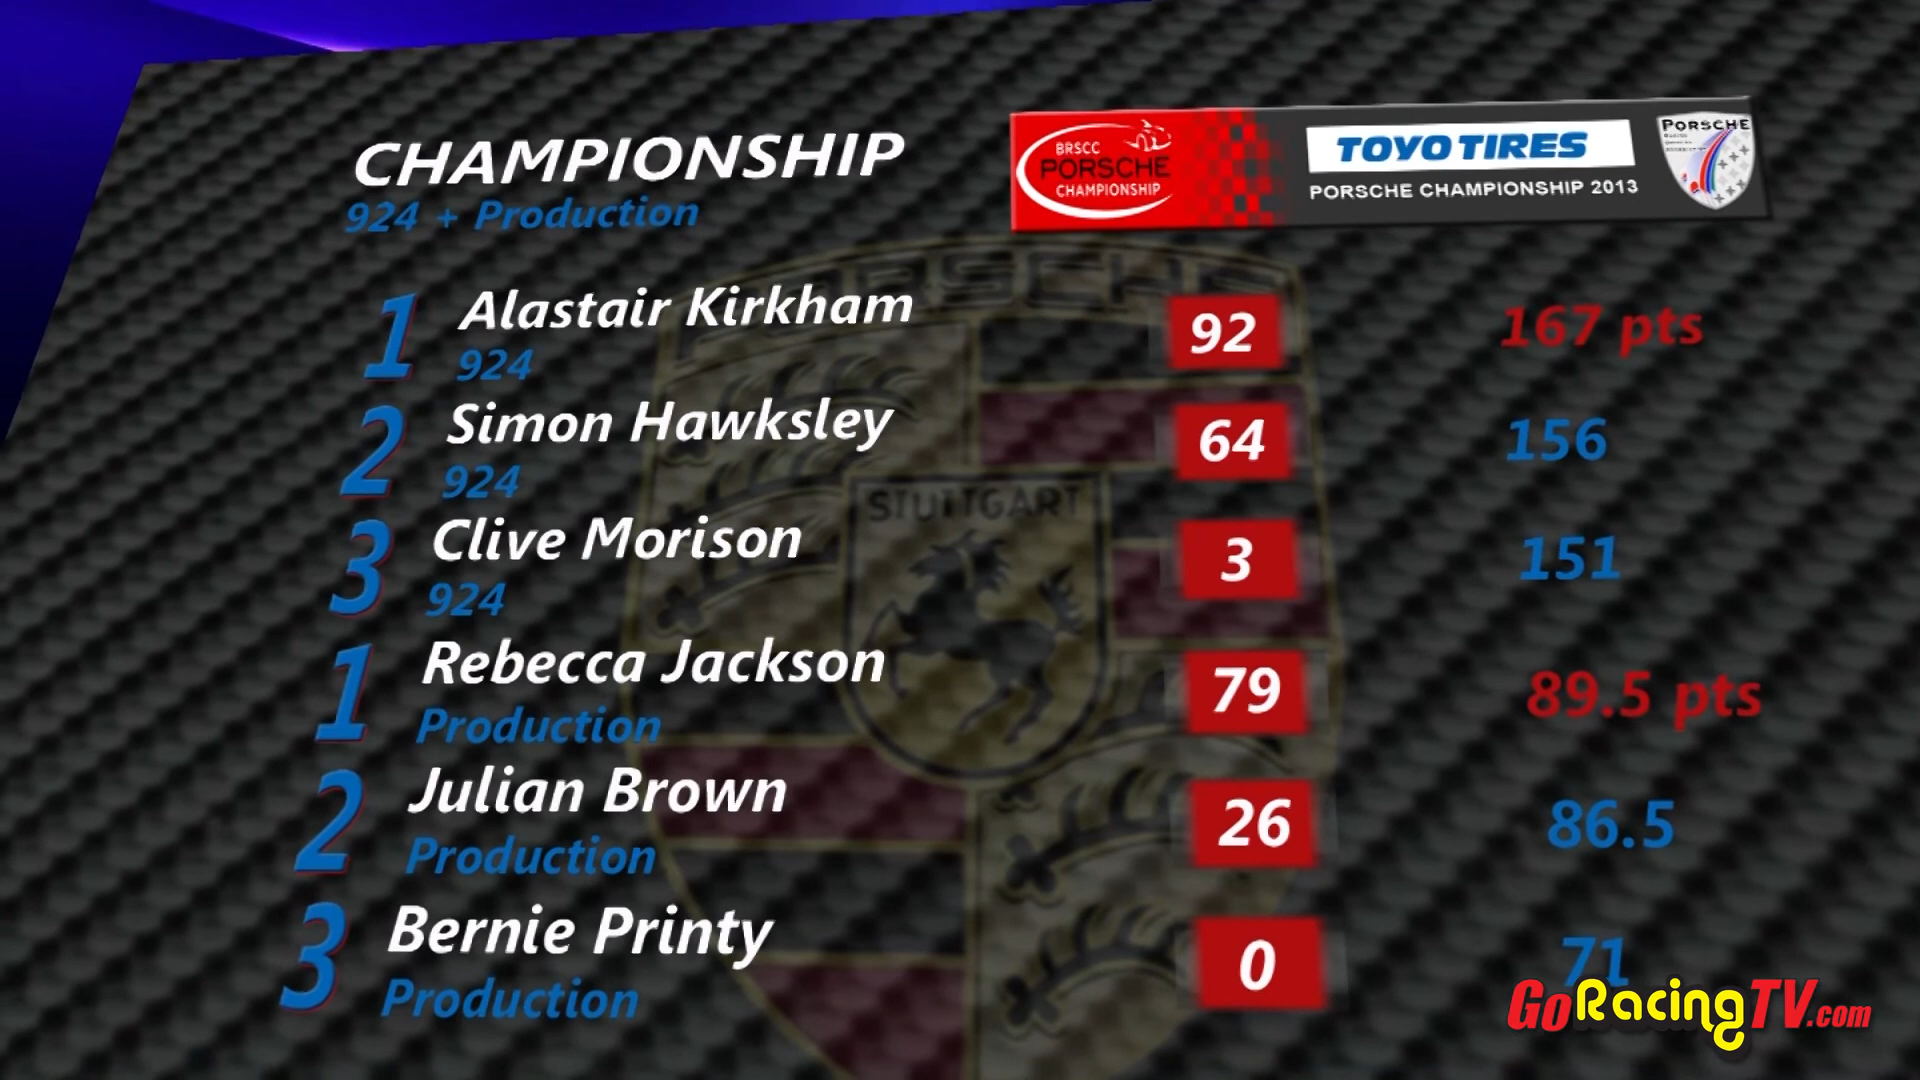 CHAMPIONSHIP
924 + Production
BRSCC
PORSCHE
CHAMPIONSHIP
TOYO TIRES
PORSCHE CHAMPIONSHIP 2013
PORSCHE
PORSCHE
STUTTGART
1 Alastair Kirkham 92 167 pts
924
2 Simon Hawksley 64 156
924
3 Clive Morison 3 151
924
1 Rebecca Jackson 79 89.5 pts
Production
2 Julian Brown 26 86.5
Production
3 Bernie Printy 0 71
Production
GoRacingTV.com